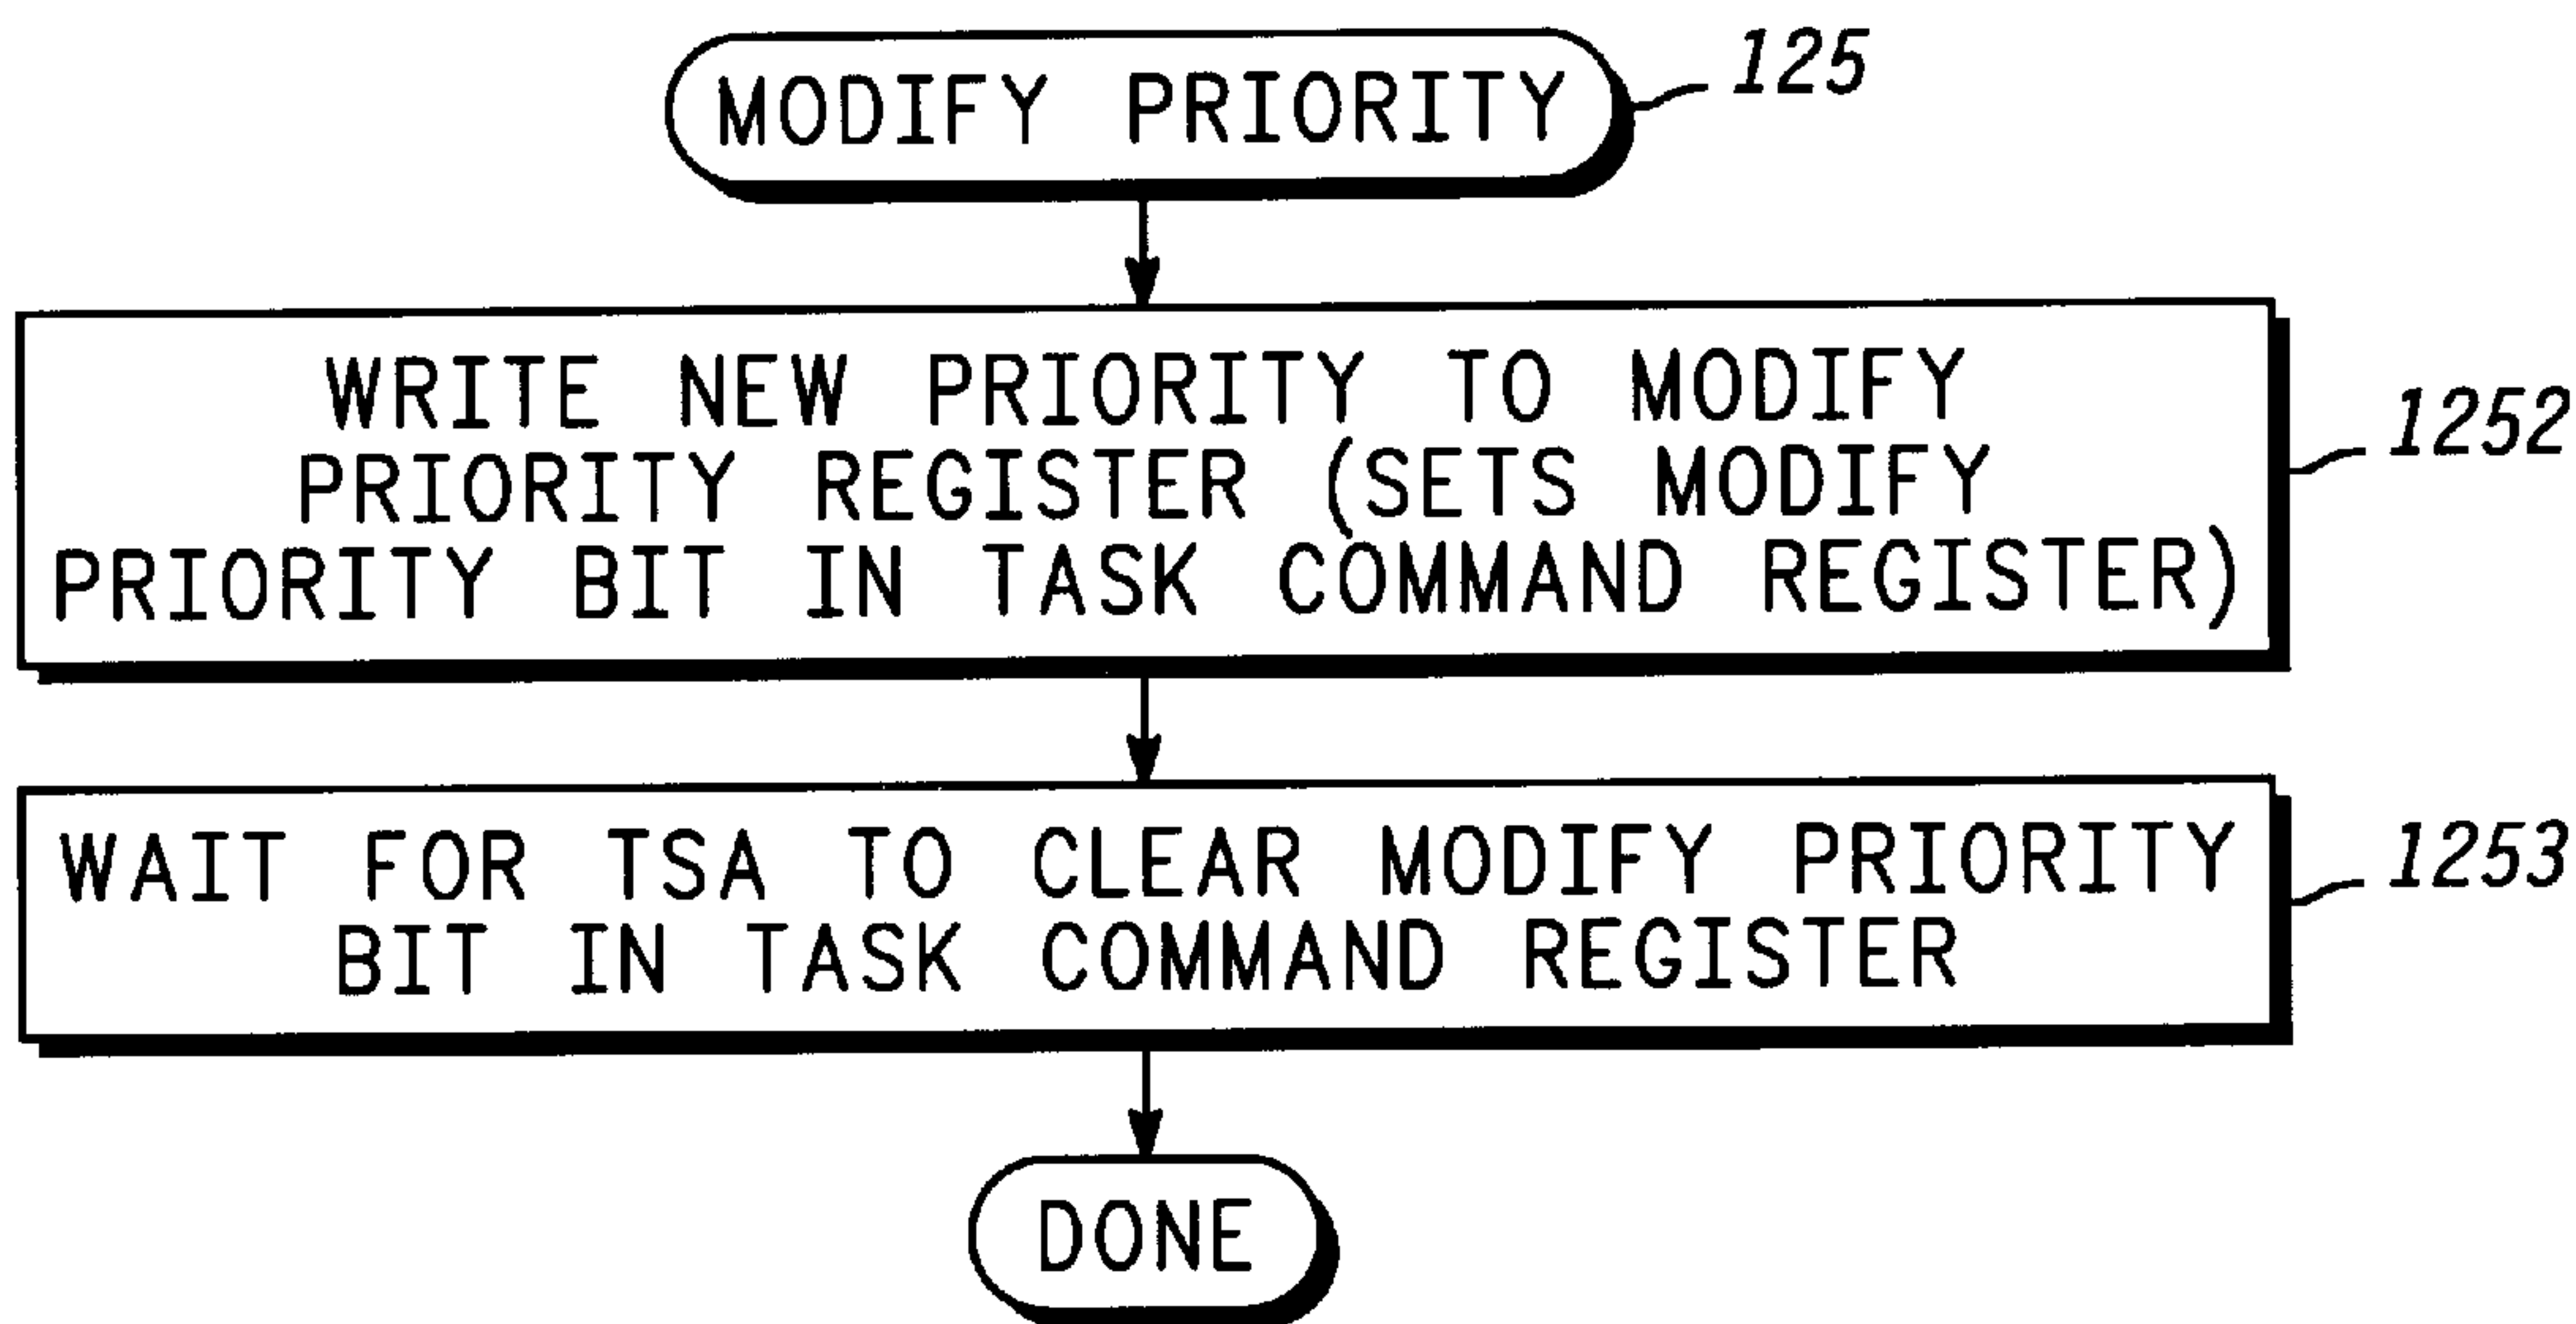 MODIFY PRIORITY
125
WRITE NEW PRIORITY TO MODIFY
PRIORITY REGISTER (SETS MODIFY
PRIORITY BIT IN TASK COMMAND REGISTER)
1252
WAIT FOR TSA TO CLEAR MODIFY PRIORITY
BIT IN TASK COMMAND REGISTER
1253
DONE